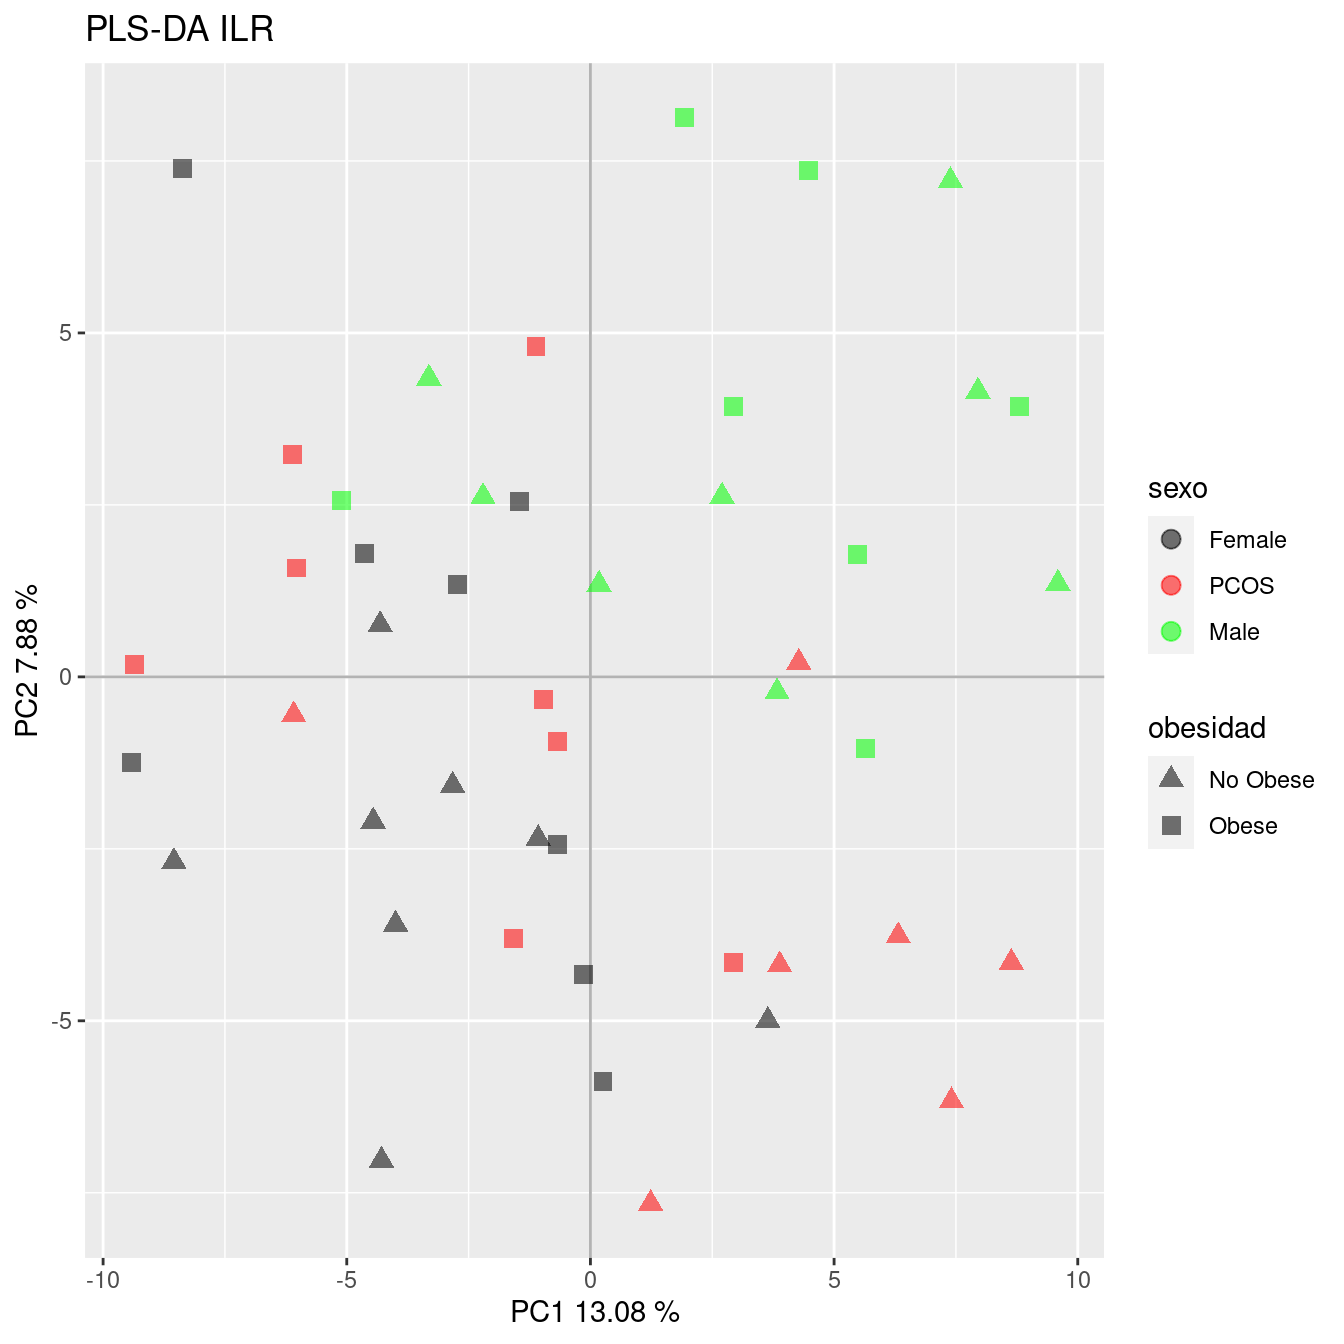 PLS-DA ILR
5
0
-5
-10
-5
0
5
10
PC1 13.08 %
PC2 7.88 %
sexo
Female
PCOS
Male
obesidad
No Obese
Obese